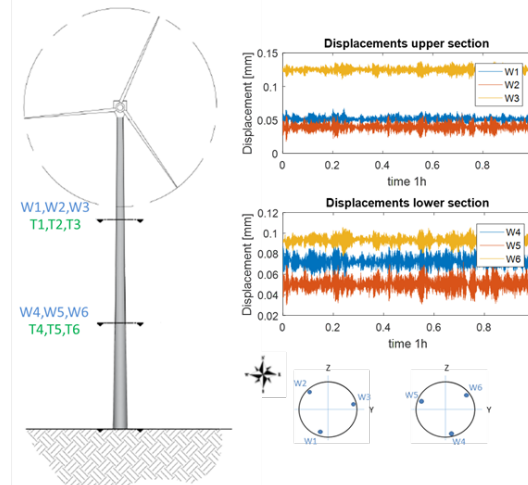 W1,W2,W3
T1,T2,T3
W4,W5,W6
T4,T5,T6
Displacements upper section
Displacement [mm]
0.15
0.1
0.05
0
0
0.2
0.4
0.6
0.8
time 1h
W1
W2
W3
Displacements lower section
Displacement [mm]
0.12
0.1
0.08
0.06
0.04
0.02
0
0.2
0.4
0.6
0.8
time 1h
W4
W5
W6
Z
W2
W3
Y
W1
Z
W5
W6
Y
W4